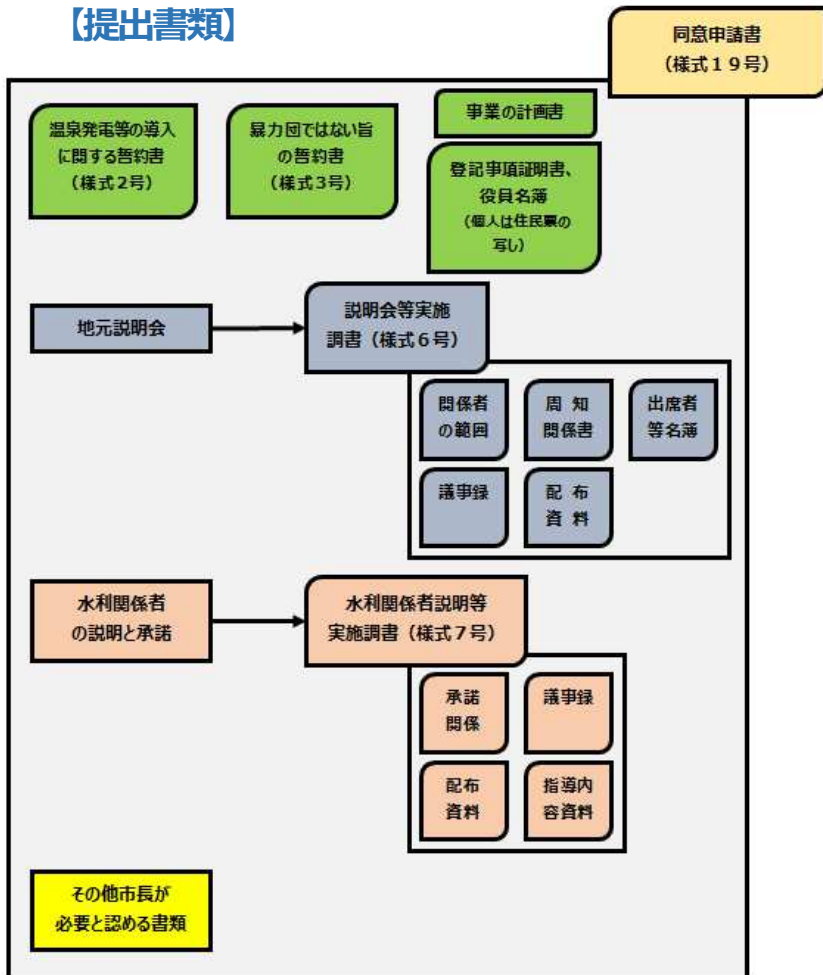 【提出書類】
同意申請書
(様式19号)
温泉発電等の導入
に関する誓約書
(様式2号)
暴力団ではない旨
の誓約書
(様式3号)
事業の計画書
登記事項証明書、
役員名簿
(個人は住民票の
写し)
地元説明会
説明会等実施
調書(様式6号)
関係者
の範囲
周 知
関係書
出席者
等名簿
議事録
配 布
資 料
水利関係者
の説明と承諾
水利関係者説明等
実施調書(様式7号)
承諾
関係
議事録
配布
資料
指導内
容資料
その他市長が
必要と認める書類